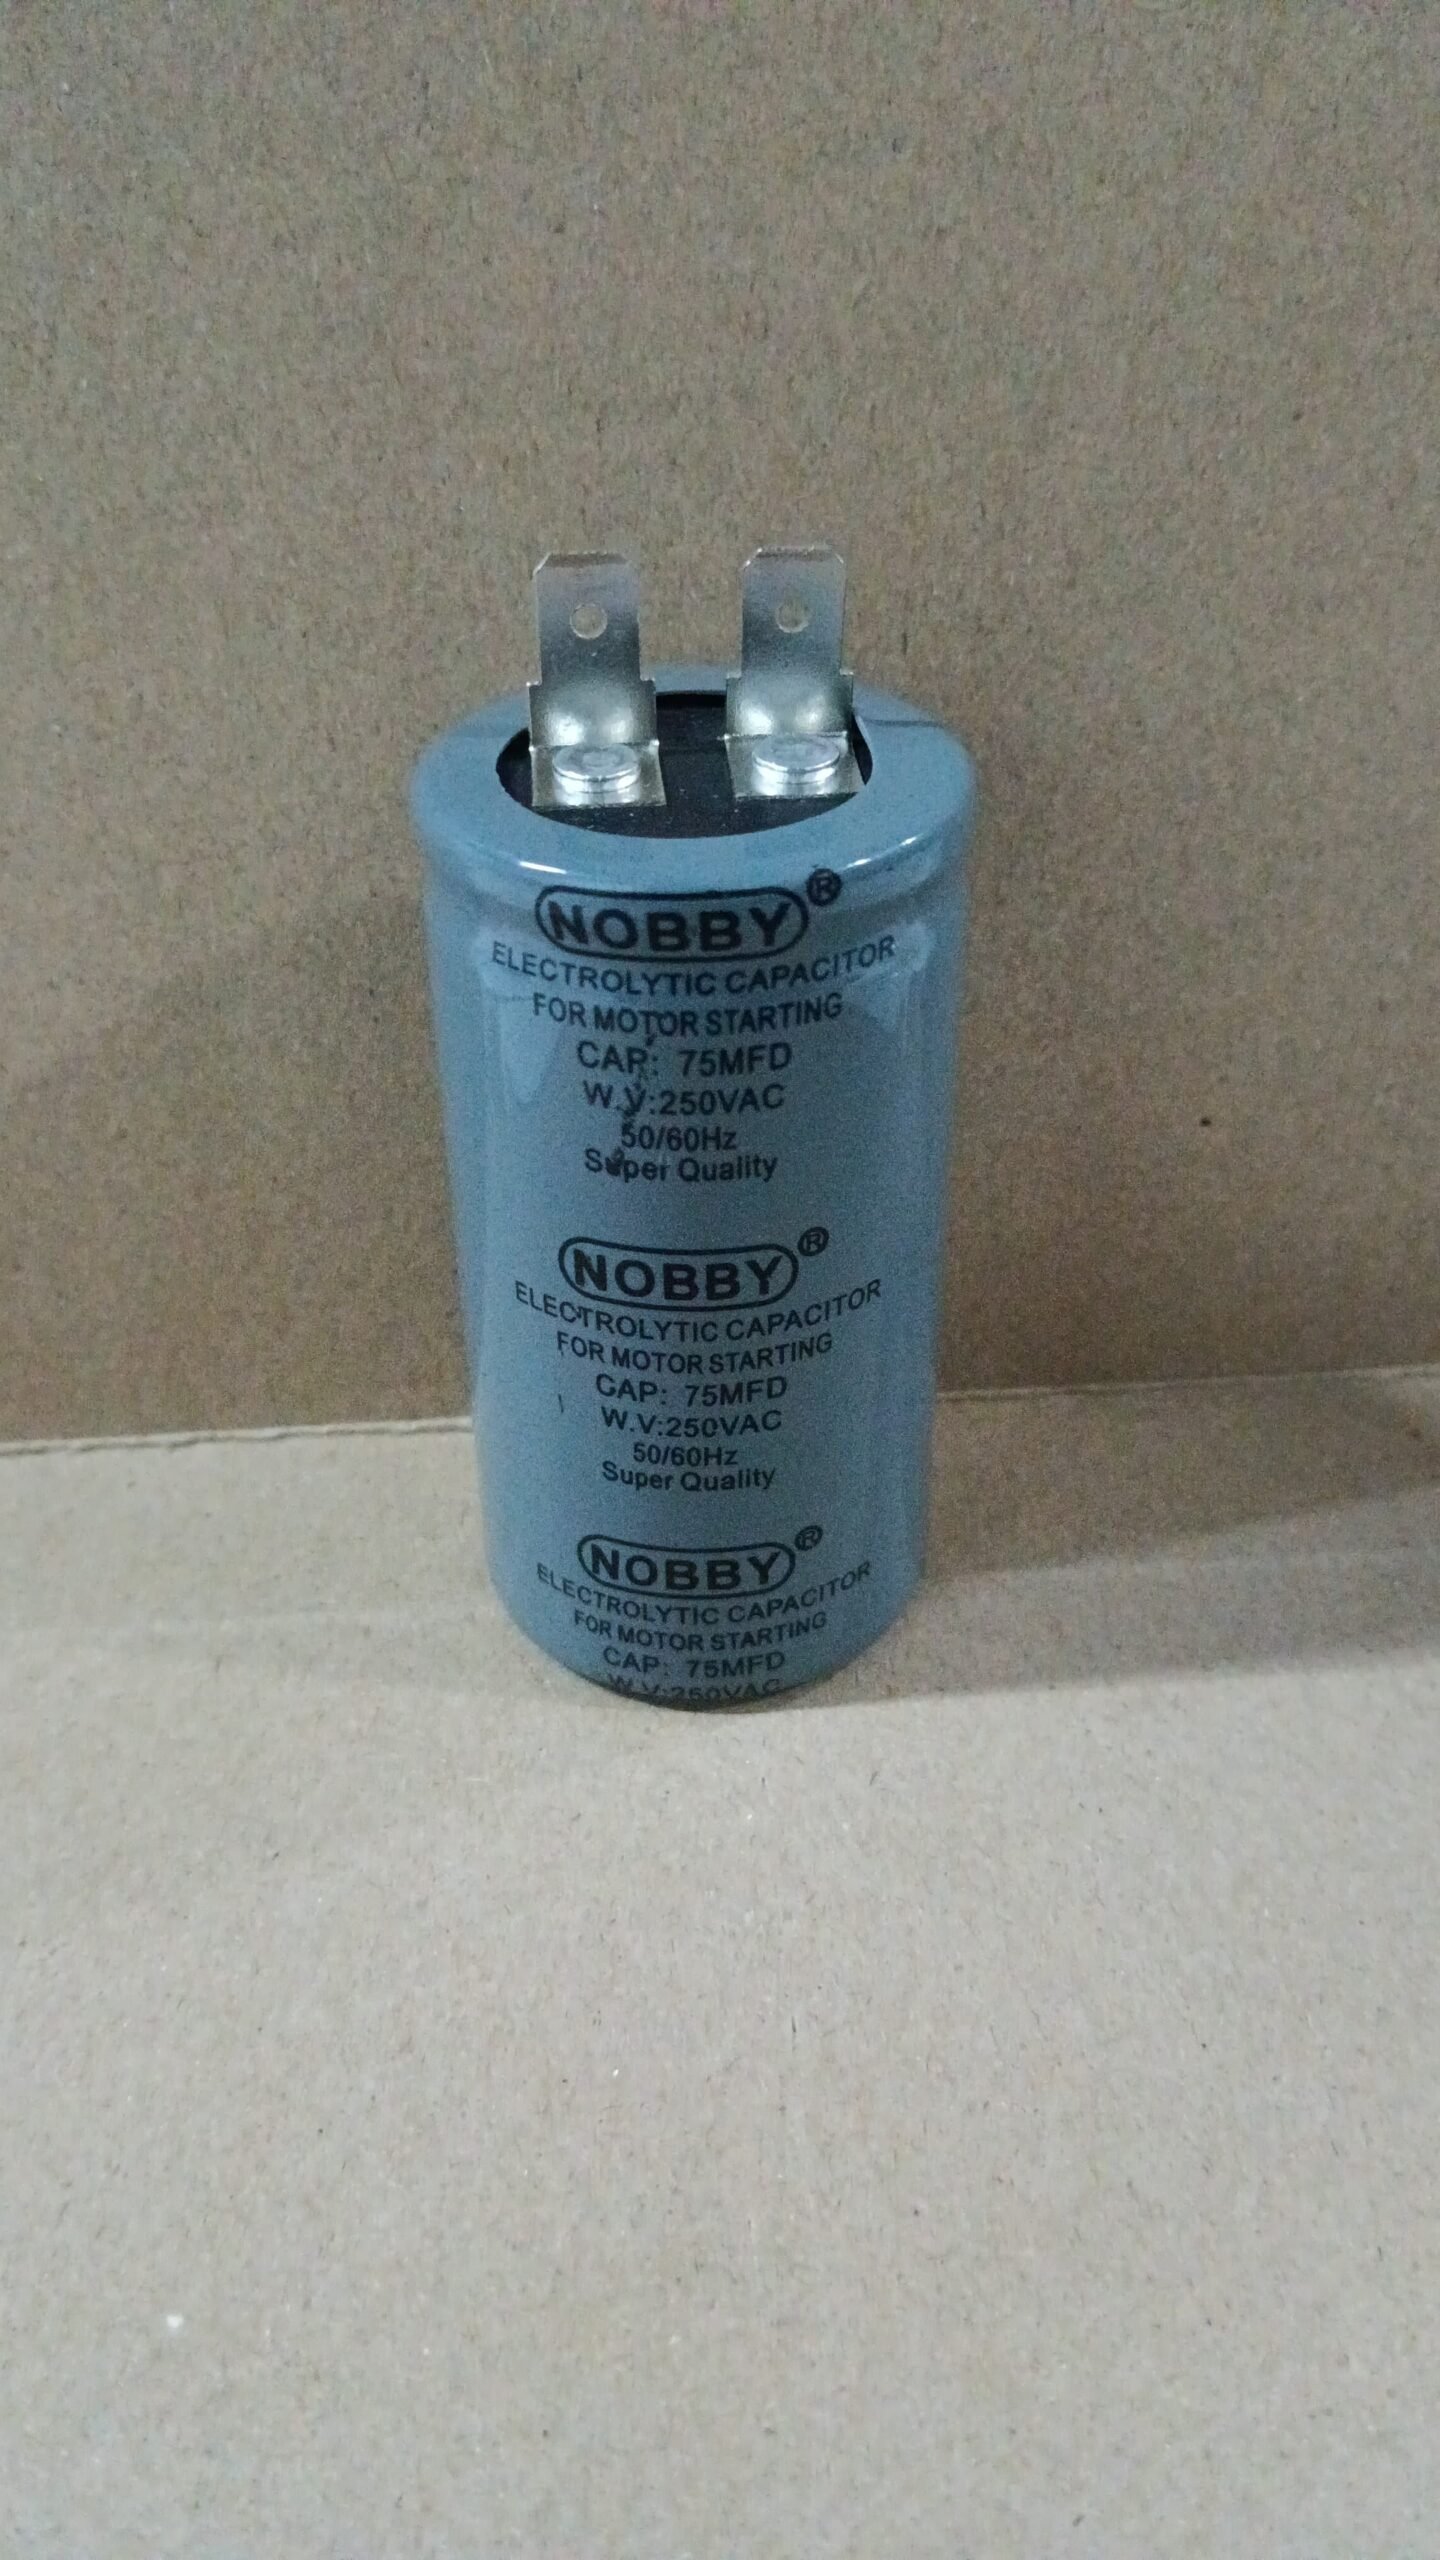 NOBBY®
ELECTROLYTIC CAPACITOR
FOR MOTOR STARTING
CAP: 75MFD
W.V:250VAC
50/60Hz
Super Quality
NOBBY®
ELECTROLYTIC CAPACITOR
FOR MOTOR STARTING
CAP: 75MFD
W.V:250VAC
50/60Hz
Super Quality
NOBBY®
ELECTROLYTIC CAPACITOR
FOR MOTOR STARTING
CAP: 75MFD
W.V:250VAC